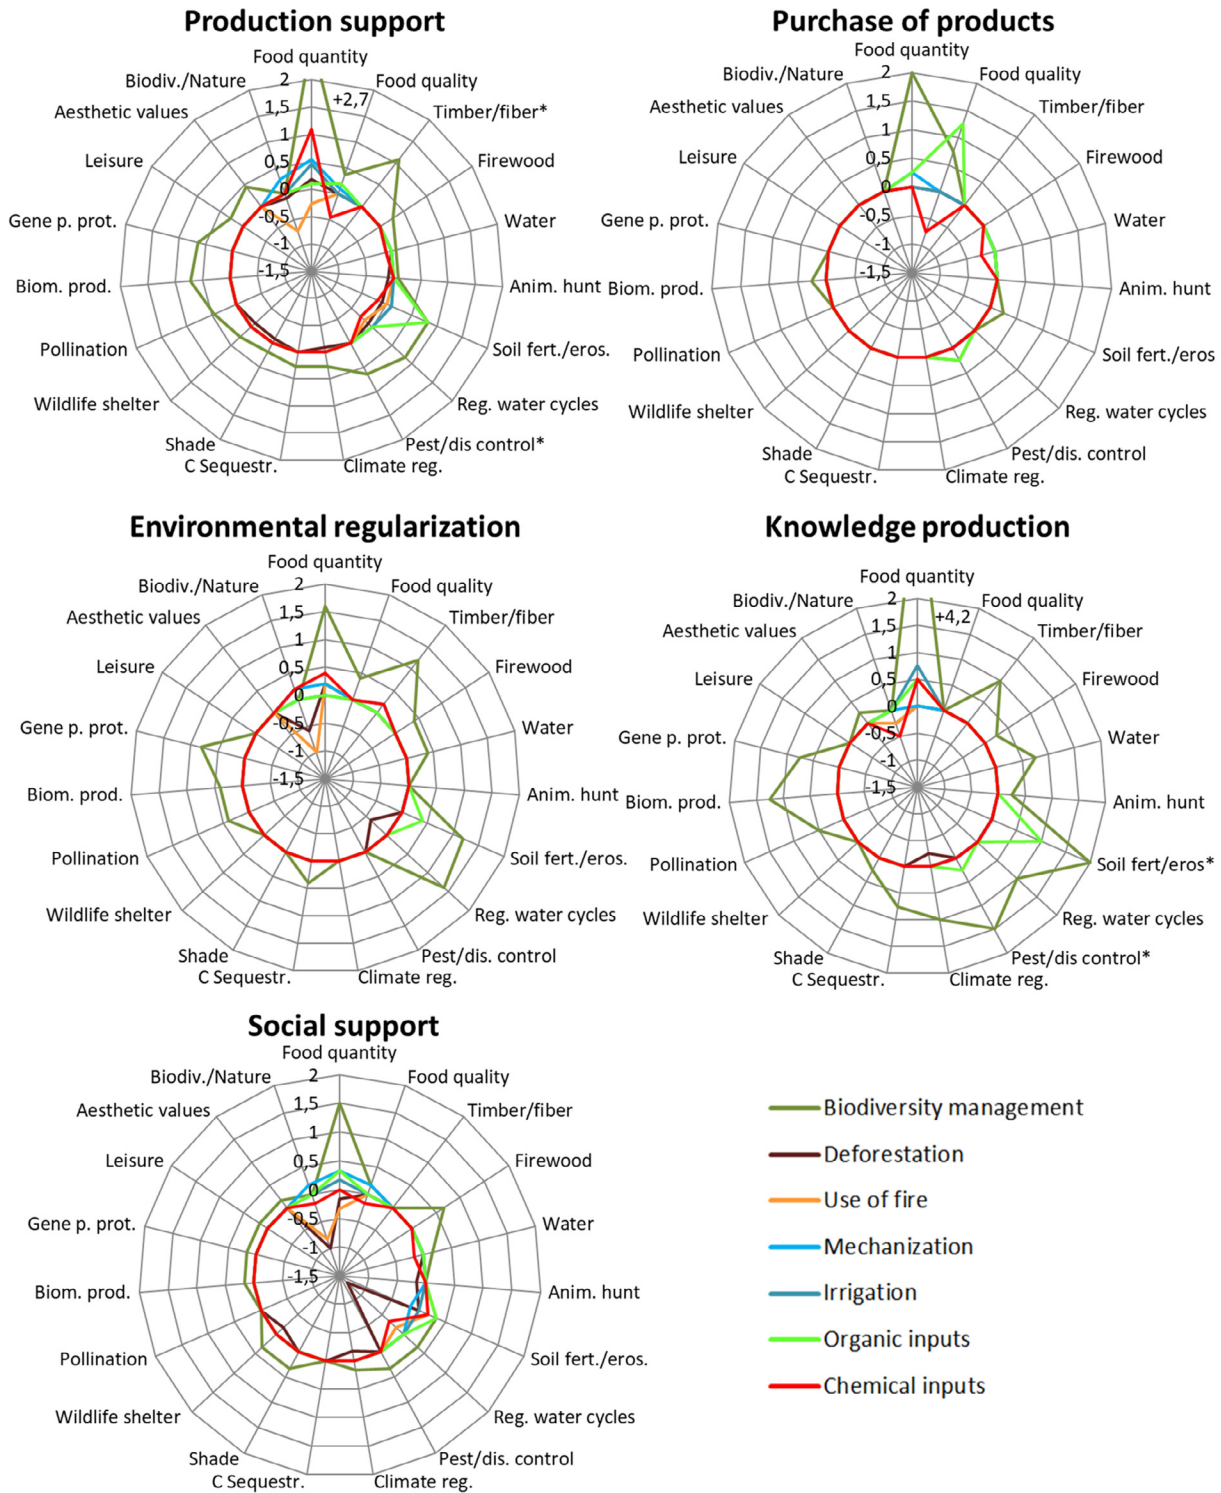 Production support
Food quantity
Food quality
Timber/fiber*
Firewood
Water
Anim. hunt
Soil fert./eros.
Reg. water cycles
Pest/dis control*
Climate reg.
C Sequestr.
Shade
Wildlife shelter
Pollination
Biom. prod.
Gene p. prot.
Leisure
Aesthetic values
Biodiv./Nature
2
1,5
1
0,5
0
-0,5
-1
-1,5
+2,7
Purchase of products
Food quantity
Food quality
Timber/fiber
Firewood
Water
Anim. hunt
Soil fert./eros
Reg. water cycles
Pest/dis. control
Climate reg.
C Sequestr.
Shade
Wildlife shelter
Pollination
Biom. prod.
Gene p. prot.
Leisure
Aesthetic values
Biodiv./Nature
2
1,5
1
0,5
0
-0,5
-1
-1,5
Environmental regularization
Food quantity
Food quality
Timber/fiber
Firewood
Water
Anim. hunt
Soil fert./eros.
Reg. water cycles
Pest/dis. control
Climate reg.
C Sequestr.
Shade
Wildlife shelter
Pollination
Biom. prod.
Gene p. prot.
Leisure
Aesthetic values
Biodiv./Nature
2
1,5
1
0,5
0
-0,5
-1
-1,5
Knowledge production
Food quantity
Food quality
Timber/fiber
Firewood
Water
Anim. hunt
Soil fert/eros*
Reg. water cycles
Pest/dis control*
Climate reg.
C Sequestr.
Shade
Wildlife shelter
Pollination
Biom. prod.
Gene p. prot.
Leisure
Aesthetic values
Biodiv./Nature
2
1,5
1
0,5
0
-0,5
-1
-1,5
+4,2
Social support
Food quantity
Food quality
Timber/fiber
Firewood
Water
Anim. hunt
Soil fert./eros.
Reg. water cycles
Pest/dis. control
Climate reg.
C Sequestr.
Shade
Wildlife shelter
Pollination
Biom. prod.
Gene p. prot.
Leisure
Aesthetic values
Biodiv./Nature
2
1,5
1
0,5
0
-0,5
-1
-1,5
Biodiversity management
Deforestation
Use of fire
Mechanization
Irrigation
Organic inputs
Chemical inputs